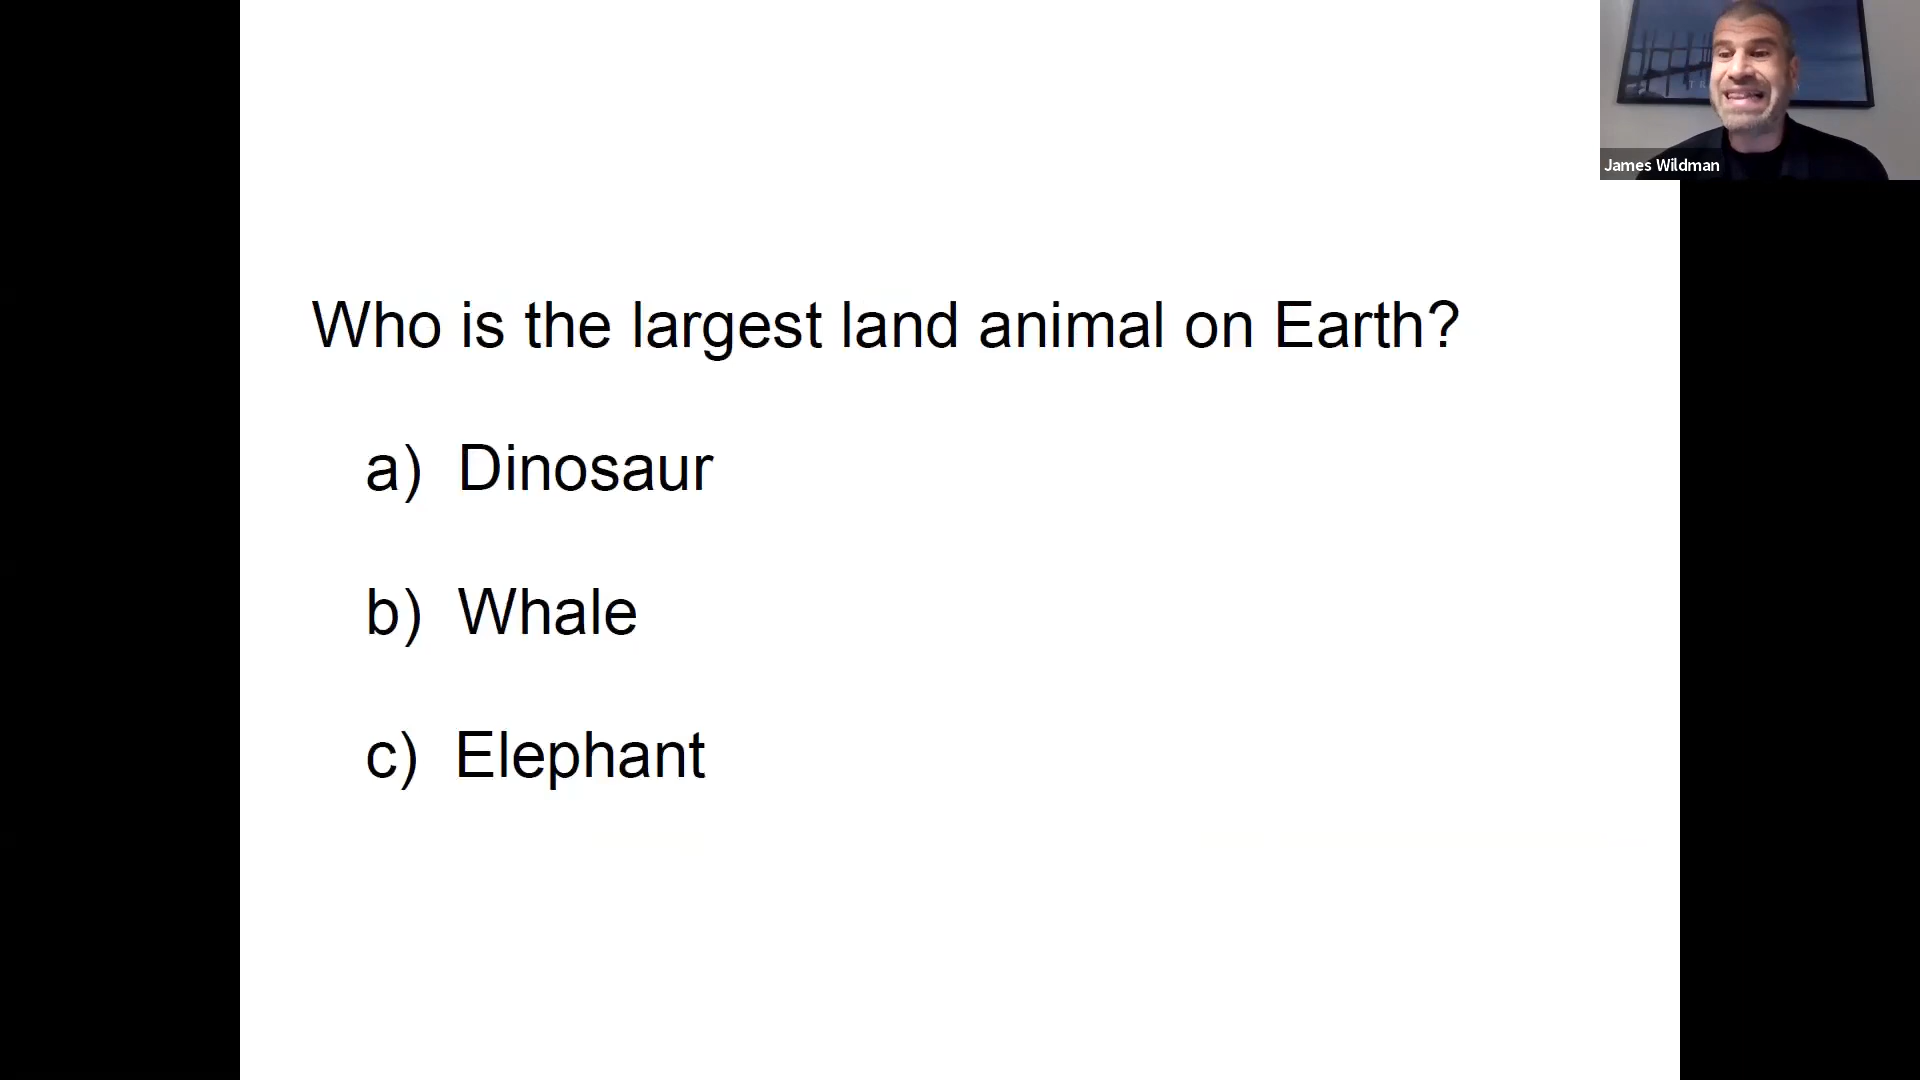 Who is the largest land animal on Earth?
a) Dinosaur
b) Whale
c) Elephant
James Wildman